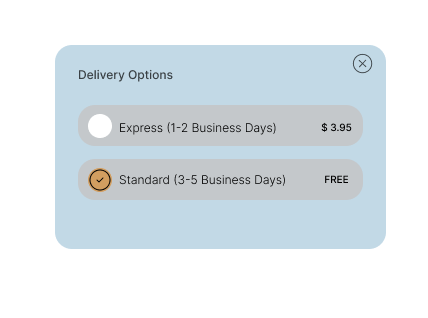 Delivery Options
Express (1-2 Business Days) $ 3.95
Standard (3-5 Business Days) FREE